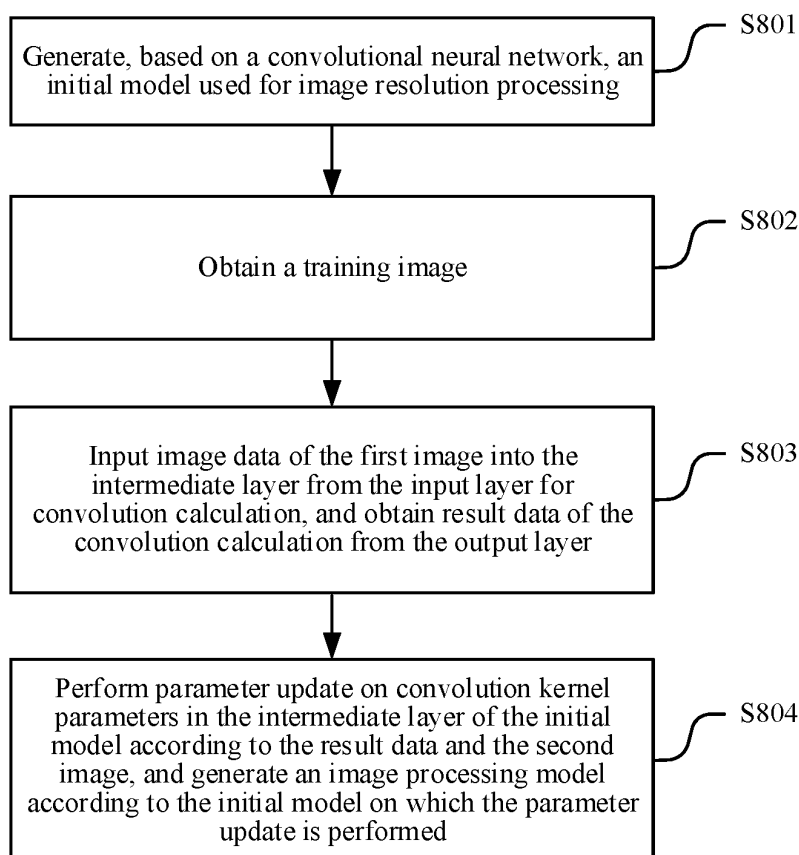 S801
Generate, based on a convolutional neural network, an
initial model used for image resolution processing
S802
Obtain a training image
S803
Input image data of the first image into the
intermediate layer from the input layer for
convolution calculation, and obtain result data of the
convolution calculation from the output layer
S804
Perform parameter update on convolution kernel
parameters in the intermediate layer of the initial
model according to the result data and the second
image, and generate an image processing model
according to the initial model on which the parameter
update is performed